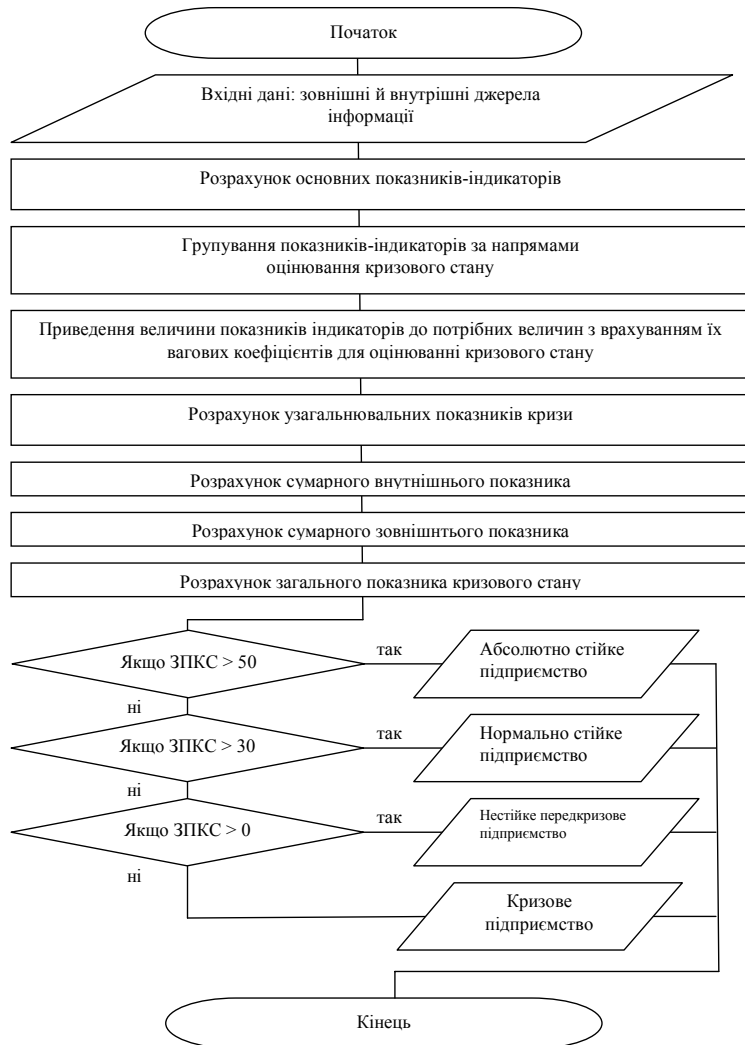 Початок
Вхідні дані: зовнішні й внутрішні джерела
інформації
Розрахунок основних показників-індикаторів
Групування показників-індикаторів за напрямами
оцінювання кризового стану
Приведення величини показників індикаторів до потрібних величин з врахуванням їх
вагових коефіцієнтів для оцінюванні кризового стану
Розрахунок узагальнювальних показників кризи
Розрахунок сумарного внутнішнього показника
Розрахунок сумарного зовнішнтього показника
Розрахунок загального показника кризового стану
Якщо ЗПКС > 50
так
Абсолютно стійке
підприємство
ні
Якщо ЗПКС > 30
так
Нормально стійке
підприємство
ні
Якщо ЗПКС > 0
так
Нестійке передкризове
підприємство
ні
Кризове
підприємство
Кінець